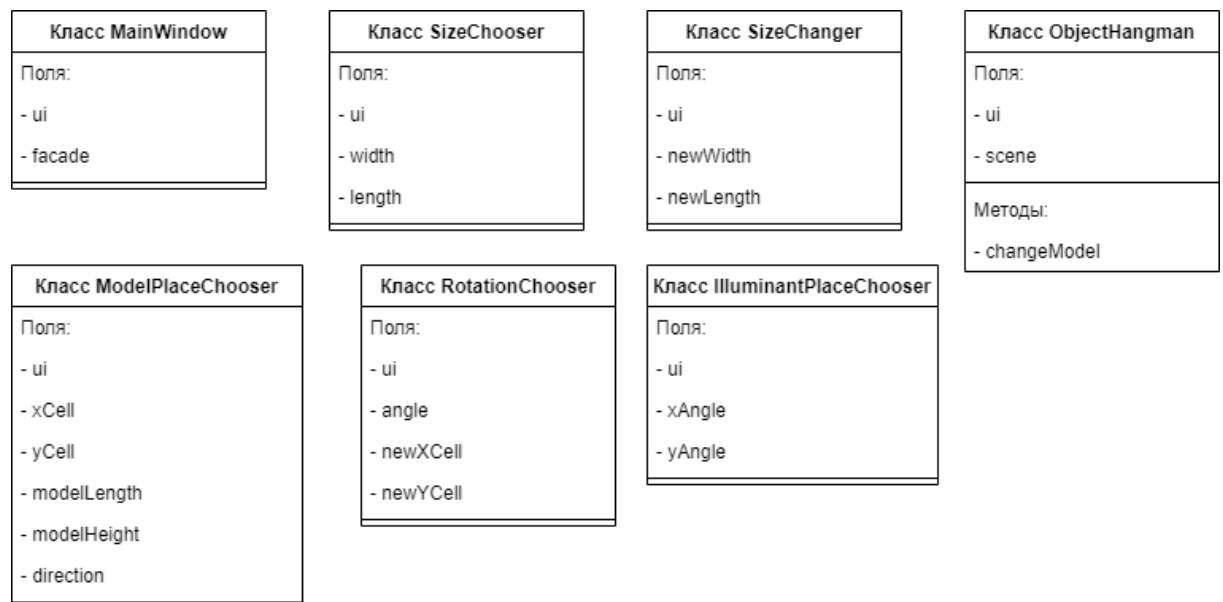 Класс MainWindow
Поля:
- ui
- facade
Класс SizeChooser
Поля:
- ui
- width
- length
Класс SizeChanger
Поля:
- ui
- newWidth
- newLength
Класс ObjectHangman
Поля:
- ui
- scene
Методы:
- changeModel
Класс ModelPlaceChooser
Поля:
- ui
- xCell
- yCell
- modelLength
- modelHeight
- direction
Класс RotationChooser
Поля:
- ui
- angle
- newXCell
- newYCell
Класс IlluminantPlaceChooser
Поля:
- ui
- xAngle
- yAngle